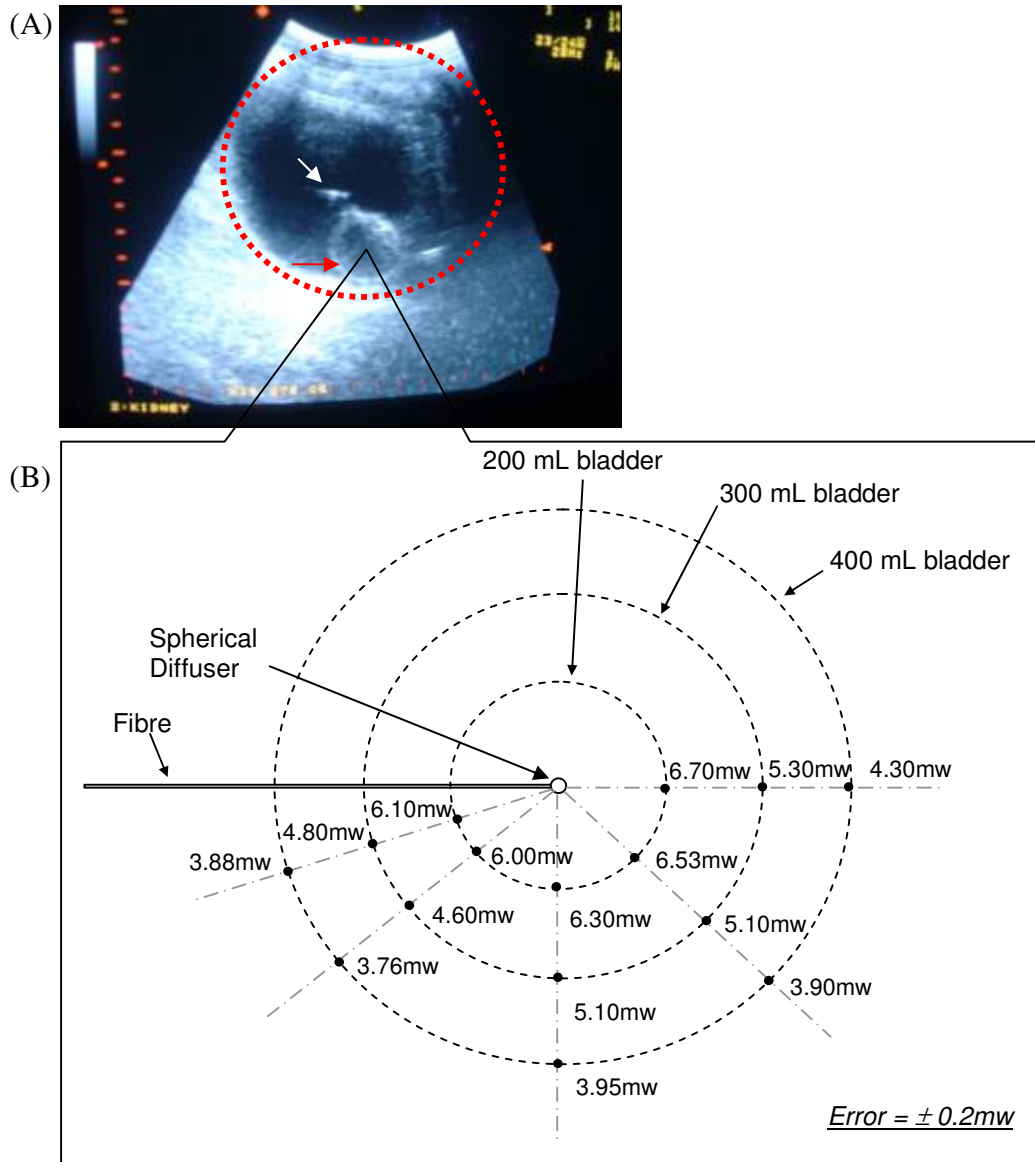 (A)
2-KIDNEY
(B)
200 mL bladder
300 mL bladder
400 mL bladder
Spherical
Diffuser
Fibre
6.70mw
5.30mw
4.30mw
6.10mw
4.80mw
3.88mw
6.00mw
6.53mw
4.60mw
6.30mw
5.10mw
3.76mw
3.90mw
5.10mw
3.95mw
Error = ± 0.2mw